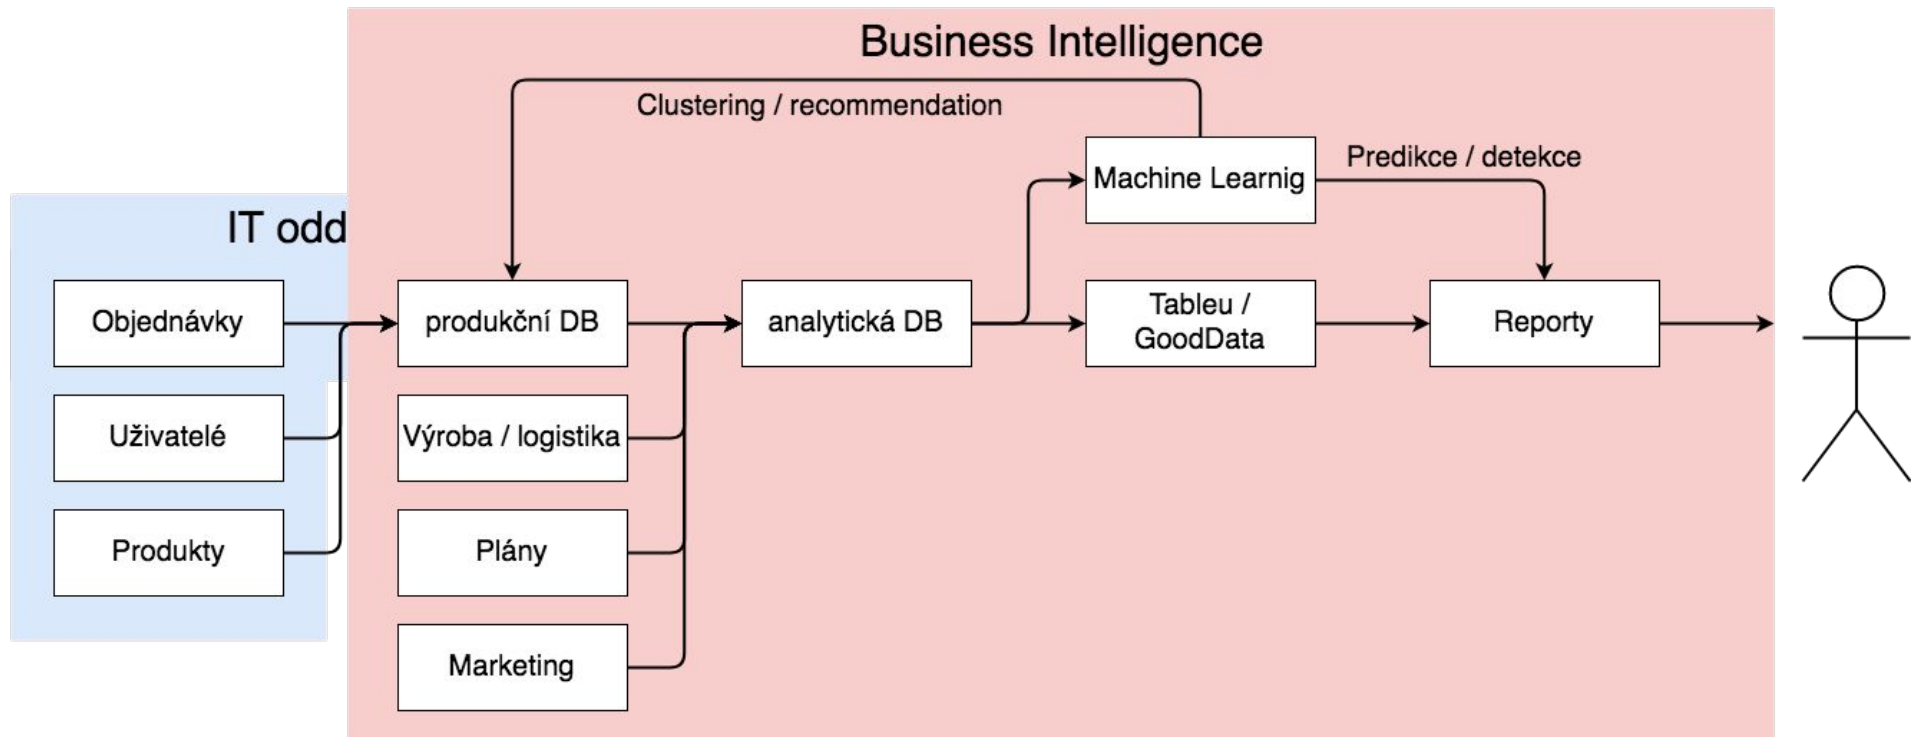 Business Intelligence
Clustering / recommendation
Machine Learnig
Predikce / detekce
IT odd
Objednávky
produkční DB
analytická DB
Tableu /
GoodData
Reporty
Uživatelé
Výroba / logistika
Produkty
Plány
Marketing